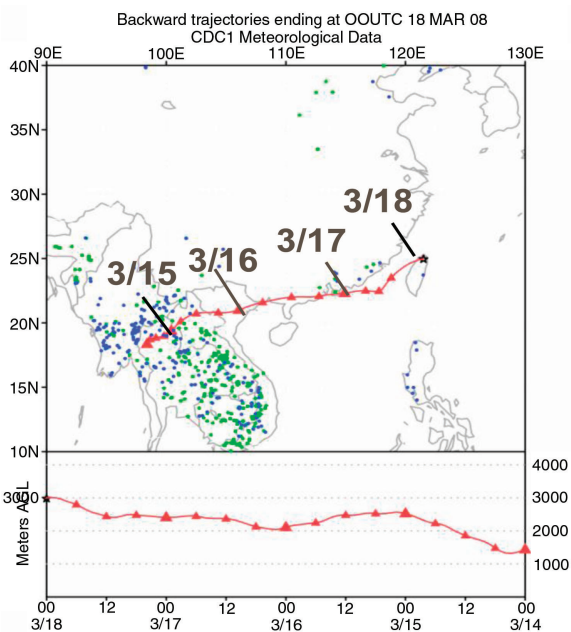 Backward trajectories ending at OOUTC 18 MAR 08
CDC1 Meteorological Data
90E 100E 110E 120E 130E
40N
35N
30N
25N
20N
15N
10N
3/18
3/17
3/16
3/15
4000
3000 3000
2000
1000
Meters AGL
00 12 00 12 00 12 00 12 00
3/18 3/17 3/16 3/15 3/14